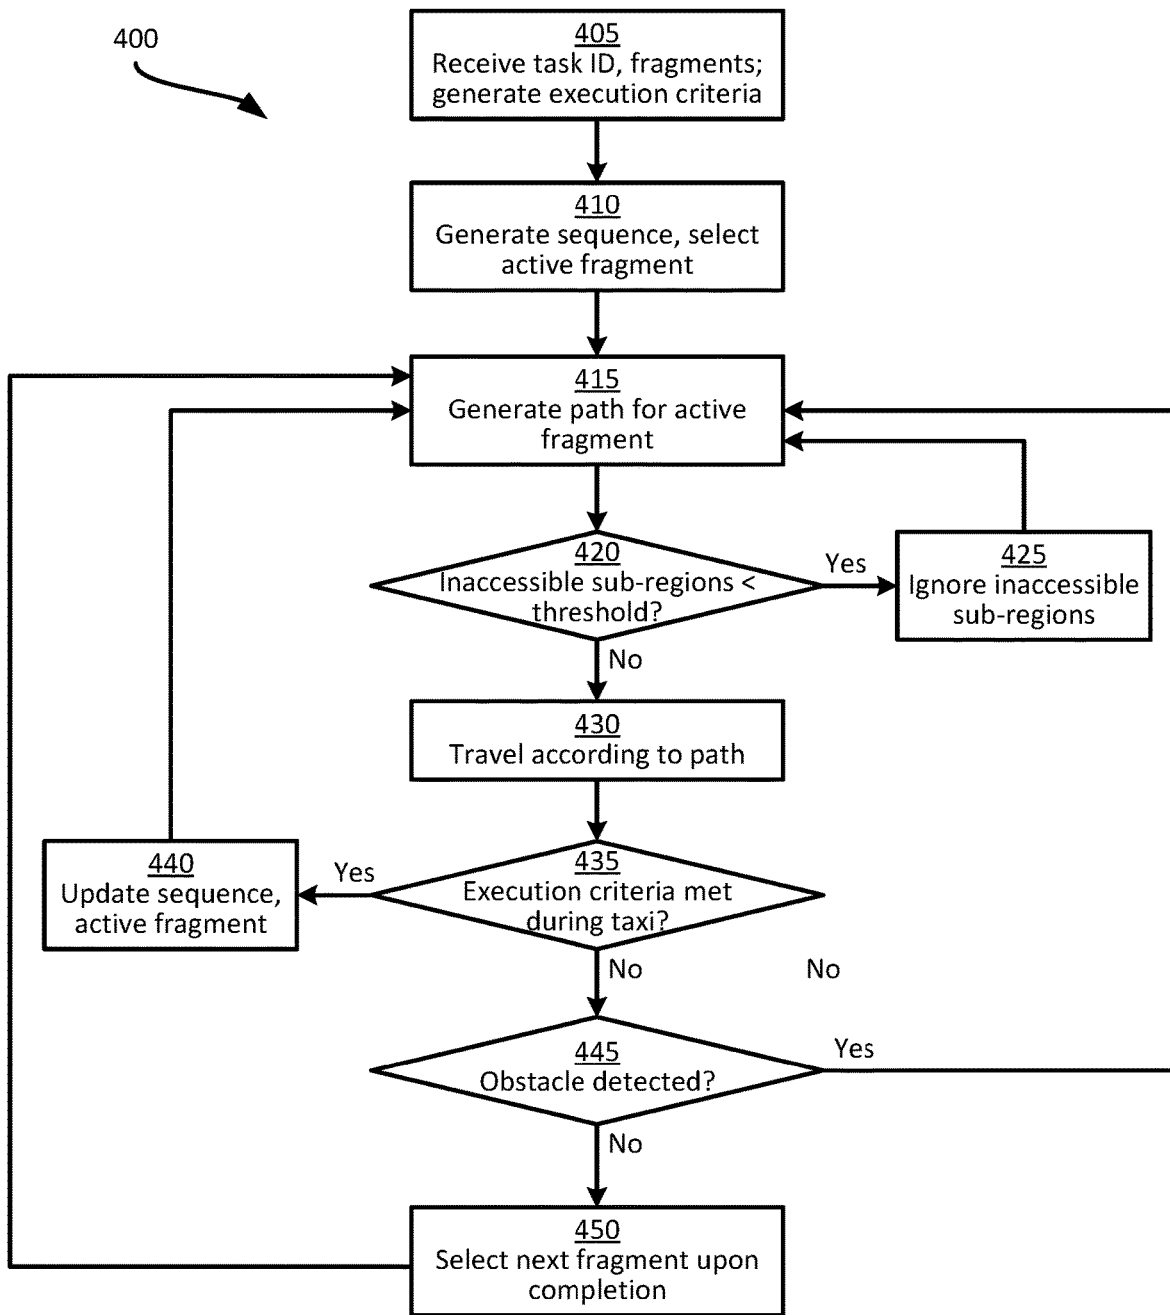 400
405
Receive task ID, fragments;
generate execution criteria
410
Generate sequence, select
active fragment
415
Generate path for active
fragment
420
Inaccessible sub-regions <
threshold?
Yes
425
Ignore inaccessible
sub-regions
No
430
Travel according to path
435
Execution criteria met
during taxi?
Yes
440
Update sequence,
active fragment
No
No
445
Obstacle detected?
Yes
No
450
Select next fragment upon
completion